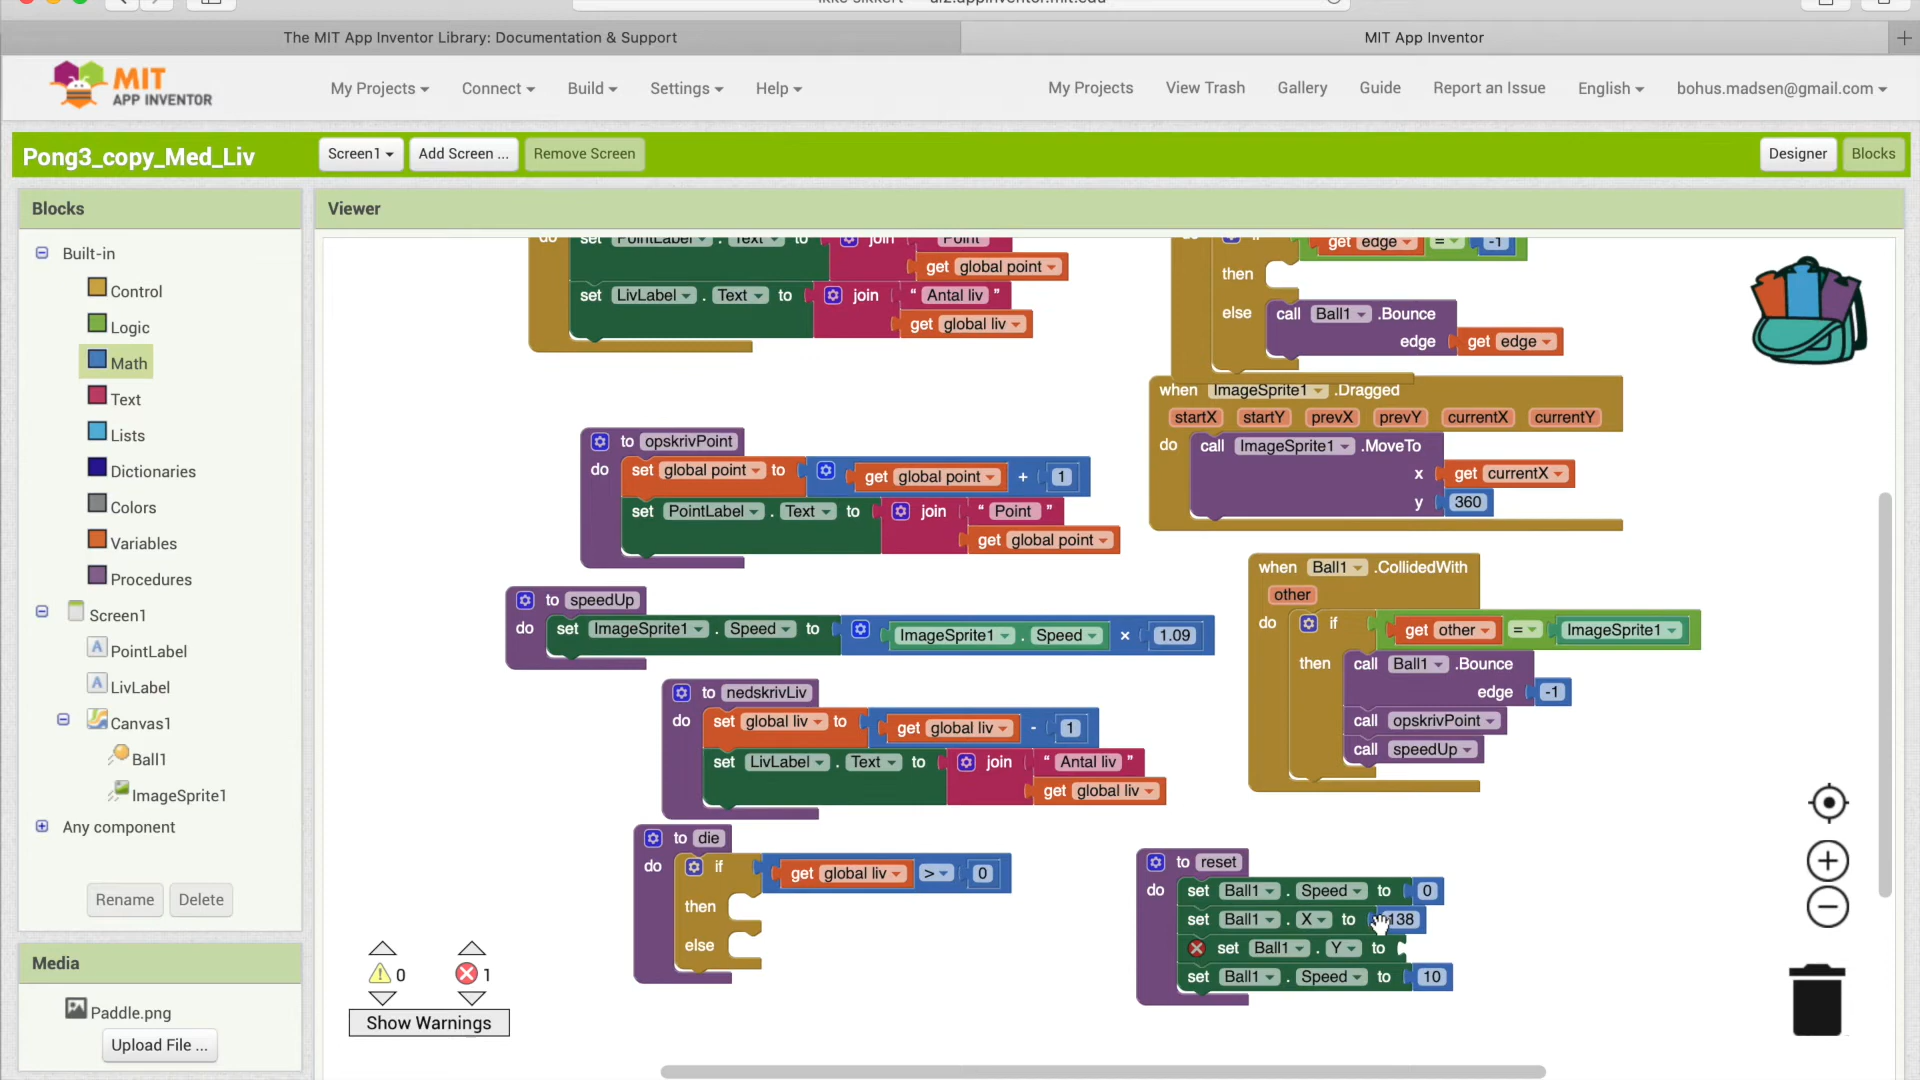 The MIT App Inventor Library: Documentation & Support
MIT App Inventor
MIT
APP INVENTOR
My Projects
Connect
Build
Settings
Help
My Projects
View Trash
Gallery
Guide
Report an Issue
English
bohus.madsen@gmail.com
Pong3_copy_Med_Liv
Screen1
Add Screen ...
Remove Screen
Designer
Blocks
Blocks
Viewer
Built-in
Control
Logic
Math
Text
Lists
Dictionaries
Colors
Variables
Procedures
Screen1
PointLabel
LivLabel
Canvas1
Ball1
ImageSprite1
Any component
Rename
Delete
Media
Paddle.png
Upload File ...
do set PointLabel . Text to join Point
get global point
set LivLabel . Text to join " Antal liv "
get global liv
to opskrivPoint
do set global point to get global point + 1
set PointLabel . Text to join " Point "
get global point
to speedUp
do set ImageSprite1 . Speed to ImageSprite1 . Speed × 1.09
to nedskrivLiv
do set global liv to get global liv - 1
set LivLabel . Text to join " Antal liv "
get global liv
to die
do if get global liv > 0
then
else
0
1
Show Warnings
get edge = -1
then
else call Ball1 .Bounce
edge get edge
when ImageSprite1 .Dragged
startX startY prevX prevY currentX currentY
do call ImageSprite1 .MoveTo
x get currentX
y 360
when Ball1 .CollidedWith
other
do if get other = ImageSprite1
then call Ball1 .Bounce
edge -1
call opskrivPoint
call speedUp
to reset
do set Ball1 . Speed to 0
set Ball1 . X to 138
set Ball1 . Y to
set Ball1 . Speed to 10